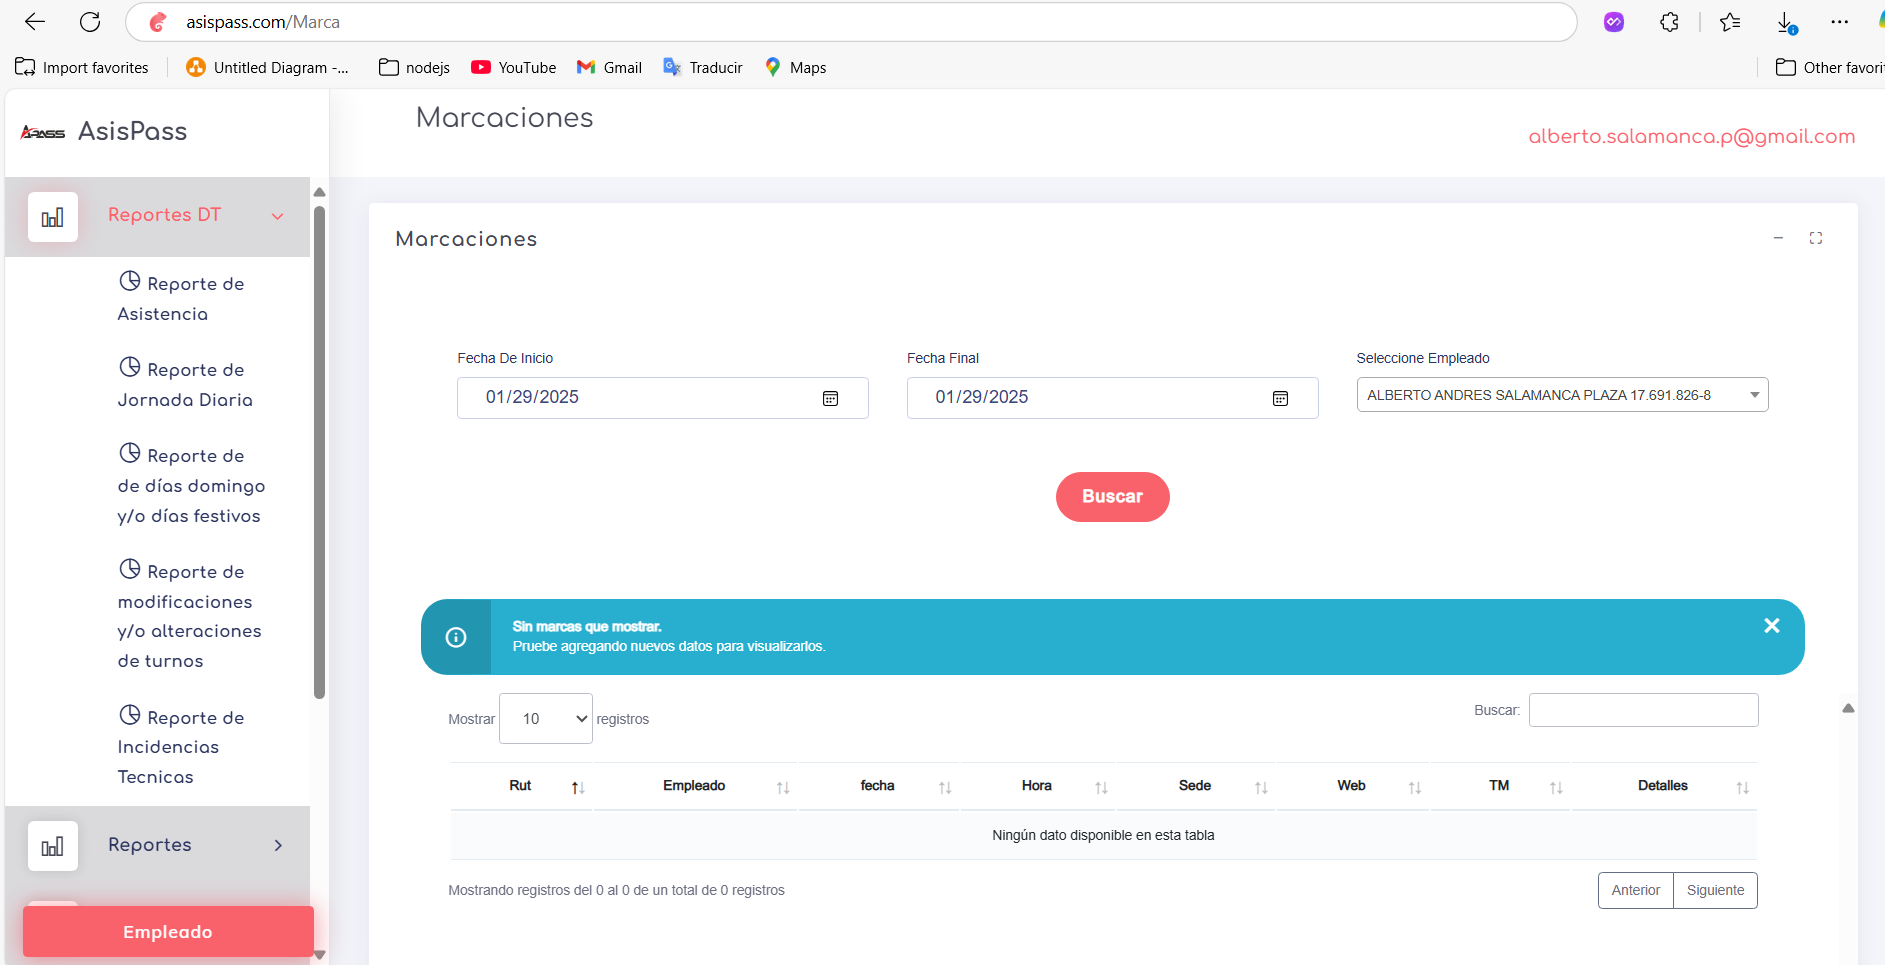 asispass.com/Marca
Import favorites
Untitled Diagram -...
nodejs
YouTube
Gmail
Traducir
Maps
Other favorit
APASS
AsisPass
Marcaciones
alberto.salamanca.p@gmail.com
Reportes DT
Reporte de
Asistencia
Reporte de
Jornada Diaria
Reporte de
de días domingo
y/o días festivos
Reporte de
modificaciones
y/o alteraciones
de turnos
Reporte de
Incidencias
Tecnicas
Reportes
Empleado
Marcaciones
Fecha De Inicio
01/29/2025
Fecha Final
01/29/2025
Seleccione Empleado
ALBERTO ANDRES SALAMANCA PLAZA 17.691.826-8
Buscar
Sin marcas que mostrar.
Pruebe agregando nuevos datos para visualizarlos.
Mostrar 10 registros
Buscar:
Rut Empleado fecha Hora Sede Web TM Detalles
Ningún dato disponible en esta tabla
Mostrando registros del 0 al 0 de un total de 0 registros
Anterior Siguiente